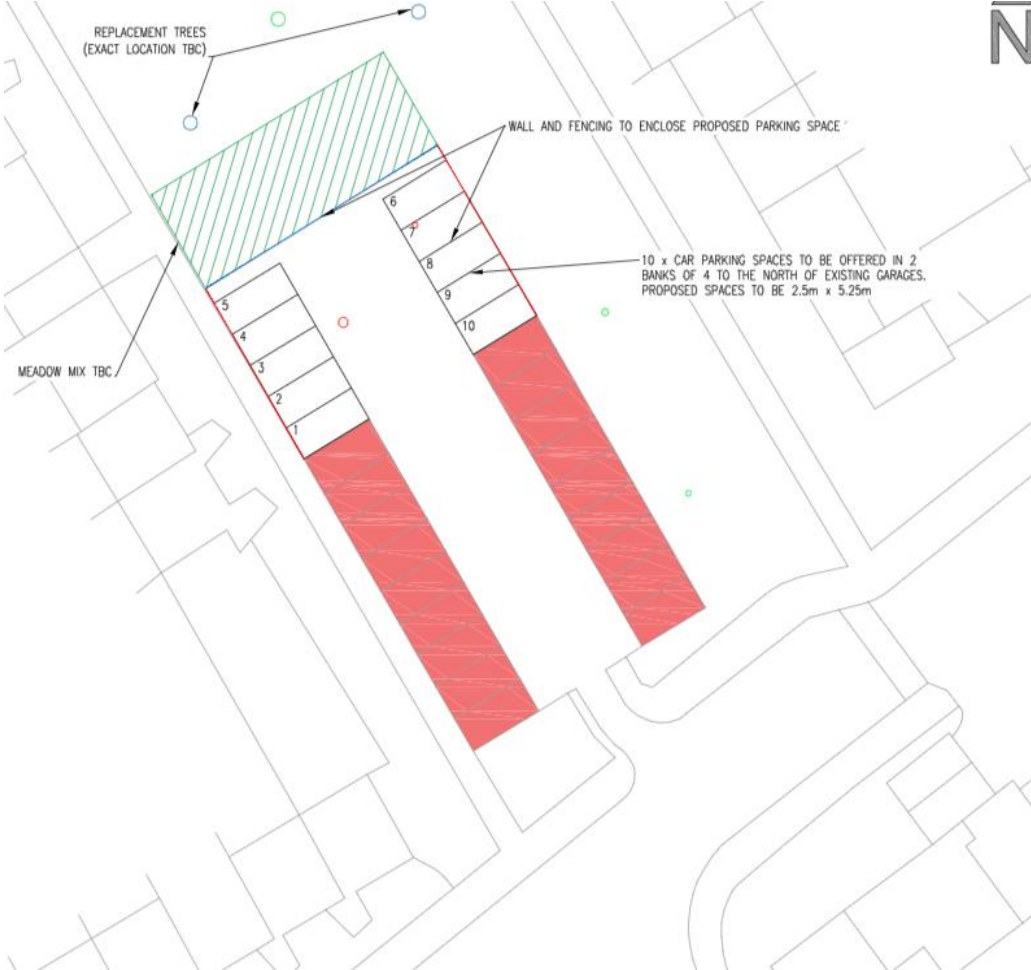 N
REPLACEMENT TREES
(EXACT LOCATION TBC)
WALL AND FENCING TO ENCLOSE PROPOSED PARKING SPACE
6
7
8
9
10
10 x CAR PARKING SPACES TO BE OFFERED IN 2
BANKS OF 4 TO THE NORTH OF EXISTING GARAGES.
PROPOSED SPACES TO BE 2.5m x 5.25m
5
4
3
2
1
MEADOW MIX TBC